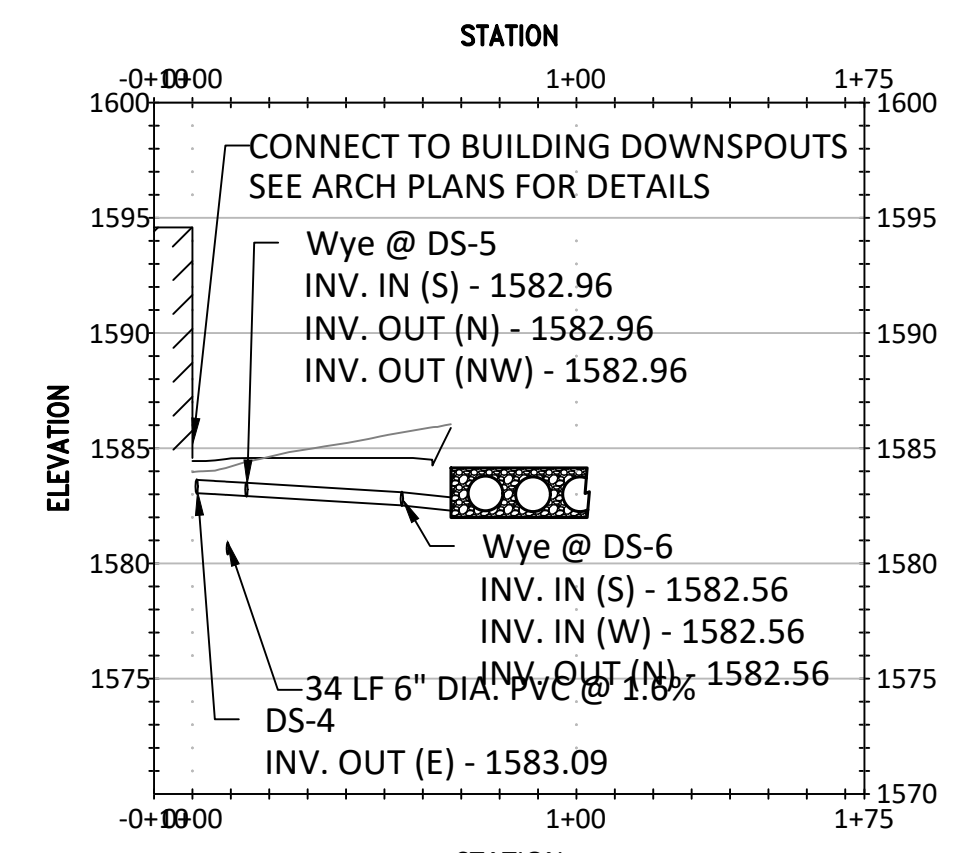 STATION
-0+10 0+00 1+00 1+75
1600 1600
CONNECT TO BUILDING DOWNSPOUTS
SEE ARCH PLANS FOR DETAILS
1595 1595
Wye @ DS-5
INV. IN (S) - 1582.96
INV. OUT (N) - 1582.96
1590 1590
INV. OUT (NW) - 1582.96
ELEVATION
1585 1585
Wye @ DS-6
1580 1580
INV. IN (S) - 1582.56
INV. IN (W) - 1582.56
INV. OUT (N) - 1582.56
1575 1575
34 LF 6" DIA. PVC @ 1.6%
DS-4
INV. OUT (E) - 1583.09
1570
-0+10 0+00 1+00 1+75